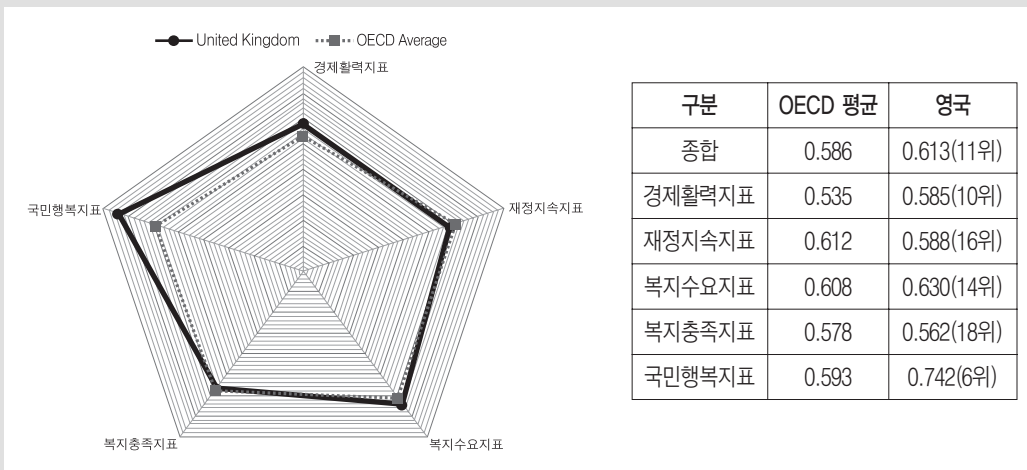 United Kingdom OECD Average
경제활력지표
국민행복지표
재정지속지표
복지충족지표
복지수요지표
구분 OECD 평균 영국
종합 0.586 0.613(11위)
경제활력지표 0.535 0.585(10위)
재정지속지표 0.612 0.588(16위)
복지수요지표 0.608 0.630(14위)
복지충족지표 0.578 0.562(18위)
국민행복지표 0.593 0.742(6위)